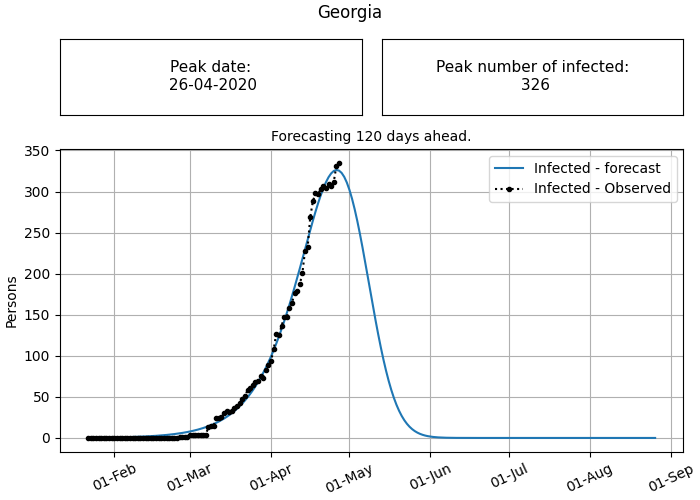 Georgia
Peak date:
26-04-2020
Peak number of infected:
326
Forecasting 120 days ahead.
350
300
250
200
150
100
50
0
Persons
Infected - forecast
Infected - Observed
01-Feb
01-Mar
01-Apr
01-May
01-Jun
01-Jul
01-Aug
01-Sep